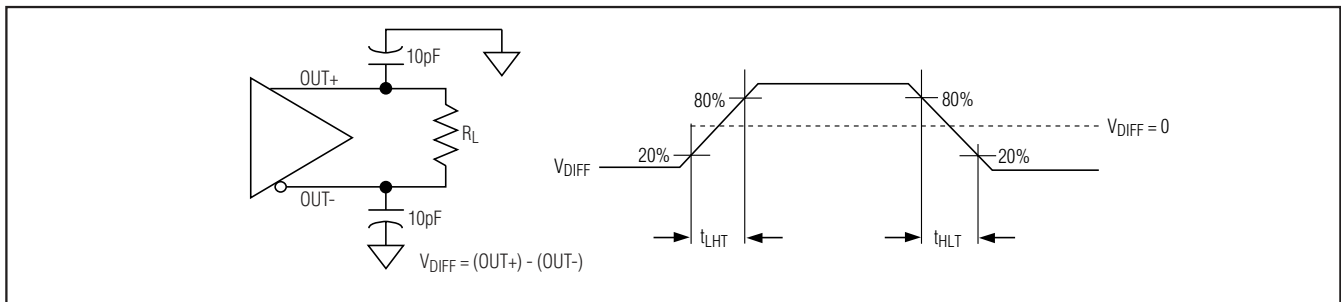 10pF
OUT+
R_L
OUT-
10pF
V_DIFF = (OUT+) - (OUT-)
80%
80%
V_DIFF = 0
20%
20%
V_DIFF
t_LHT
t_HLT